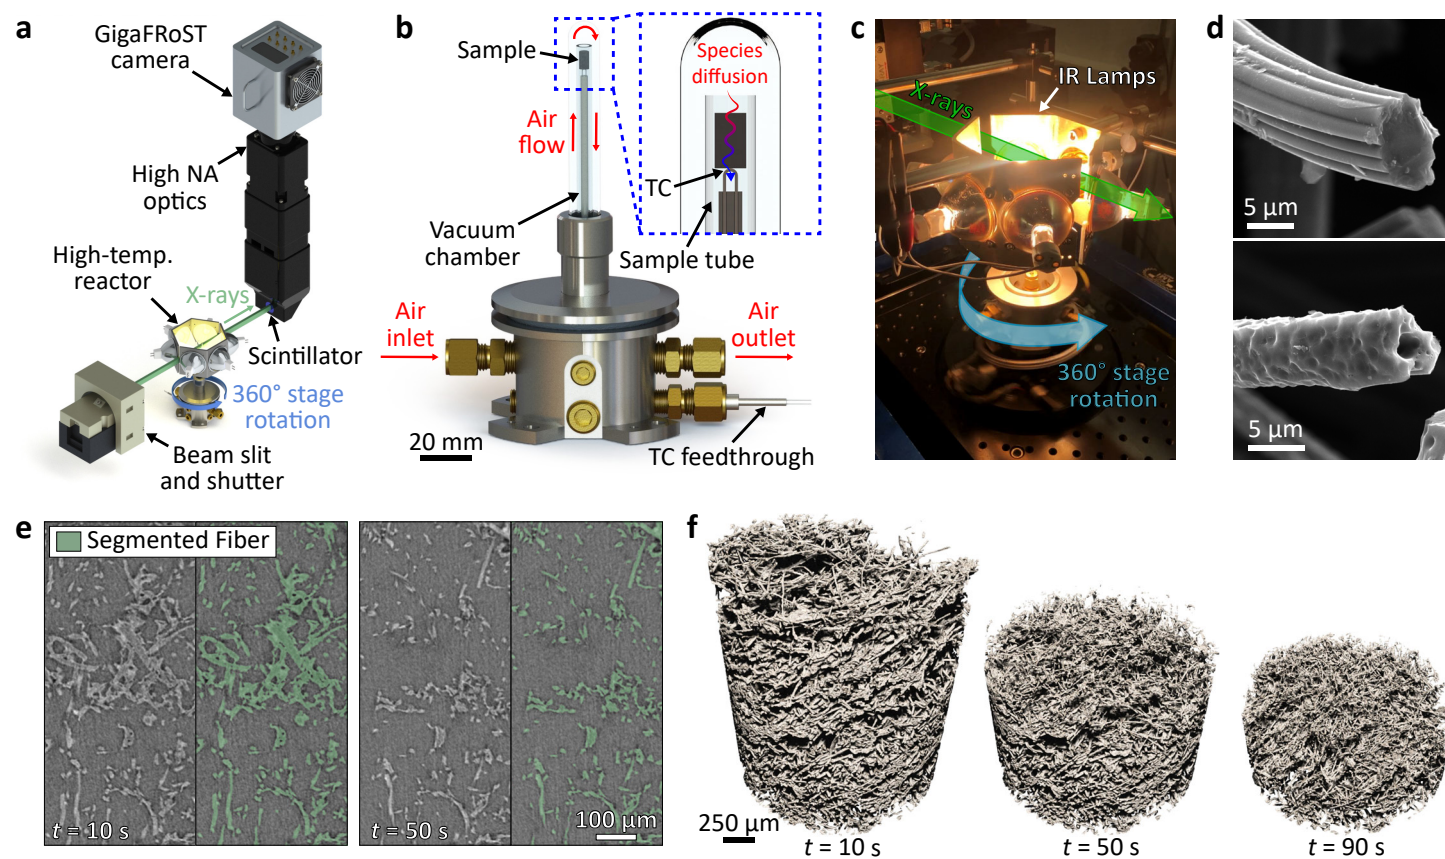 a
GigaFRoST
camera
High NA
optics
High-temp.
reactor
X-rays
Scintillator
360° stage
rotation
Beam slit
and shutter
b
Sample
Air
flow
Vacuum
chamber
Species
diffusion
TC
Sample tube
Air
inlet
Air
outlet
20 mm
TC feedthrough
c
IR Lamps
X-rays
360° stage
rotation
d
5 µm
5 µm
e
Segmented Fiber
t = 10 s
t = 50 s
100 µm
f
250 µm
t = 10 s
t = 50 s
t = 90 s